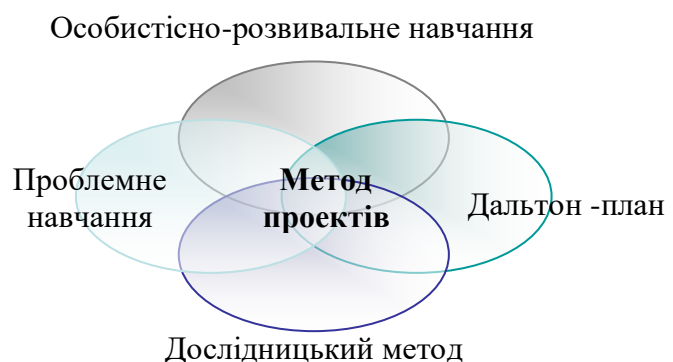 Особистісно-розвивальне навчання
Проблемне
навчання
Метод
проектів
Дальтон -план
Дослідницький метод